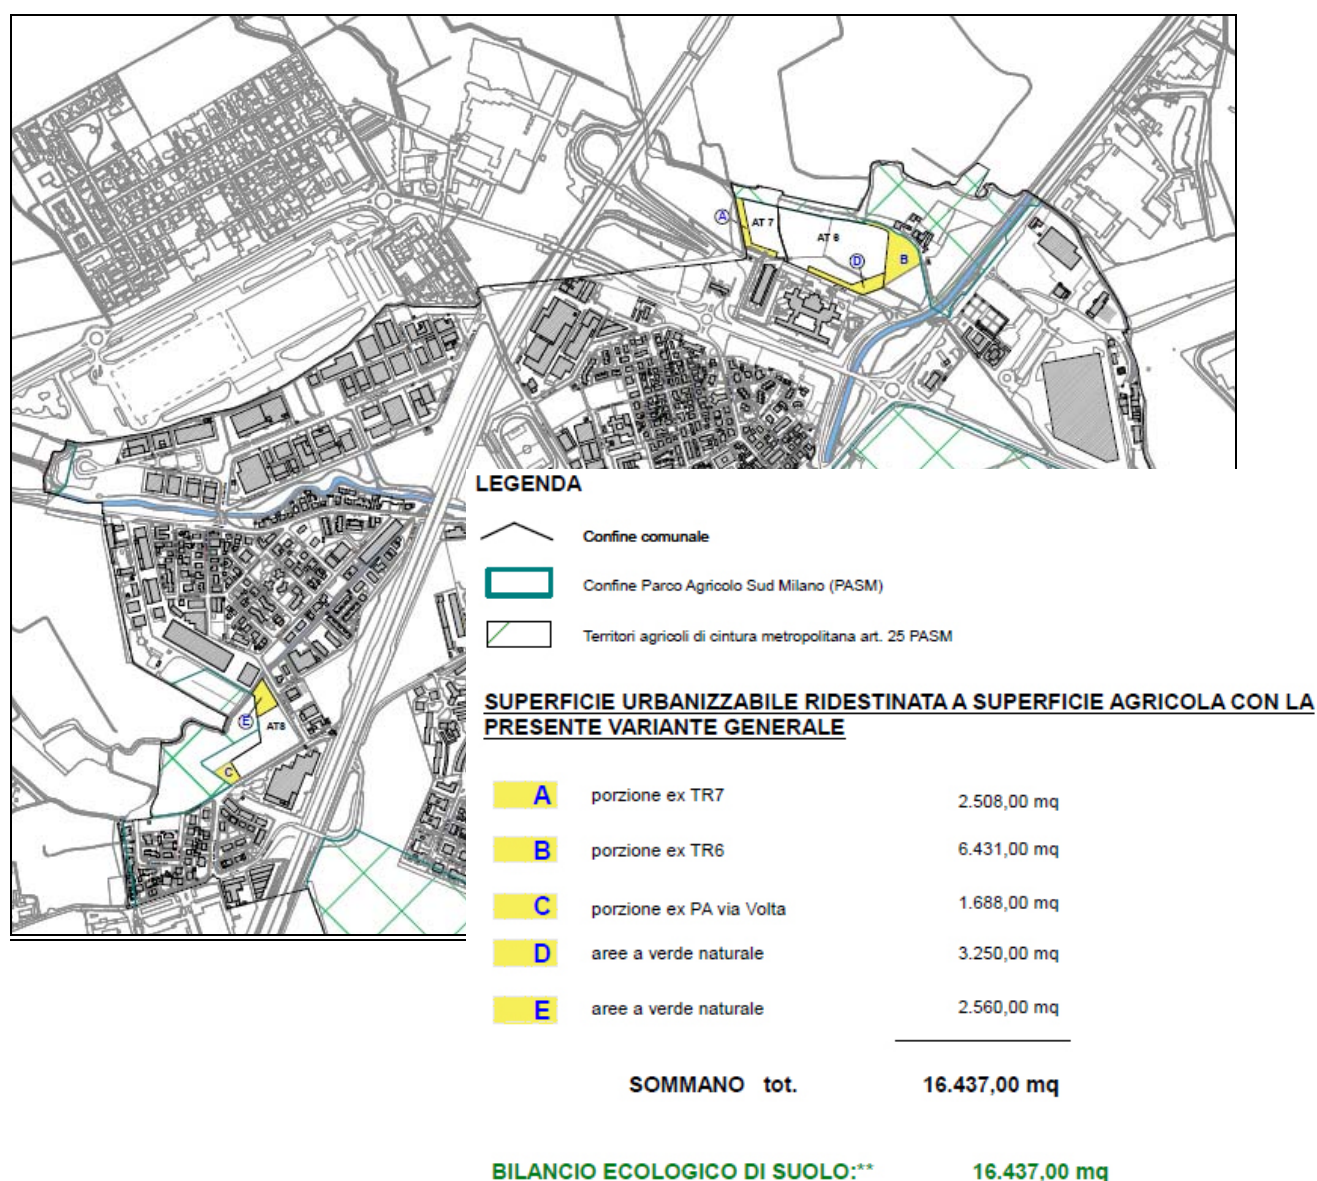 A
AT 7
AT 6
D
B
E
AT8
C
LEGENDA
Confine comunale
Confine Parco Agricolo Sud Milano (PASM)
Territori agricoli di cintura metropolitana art. 25 PASM
SUPERFICIE URBANIZZABILE RIDESTINATA A SUPERFICIE AGRICOLA CON LA
PRESENTE VARIANTE GENERALE
A porzione ex TR7 2.508,00 mq
B porzione ex TR6 6.431,00 mq
C porzione ex PA via Volta 1.688,00 mq
D aree a verde naturale 3.250,00 mq
E aree a verde naturale 2.560,00 mq
SOMMANO tot. 16.437,00 mq
BILANCIO ECOLOGICO DI SUOLO:** 16.437,00 mq